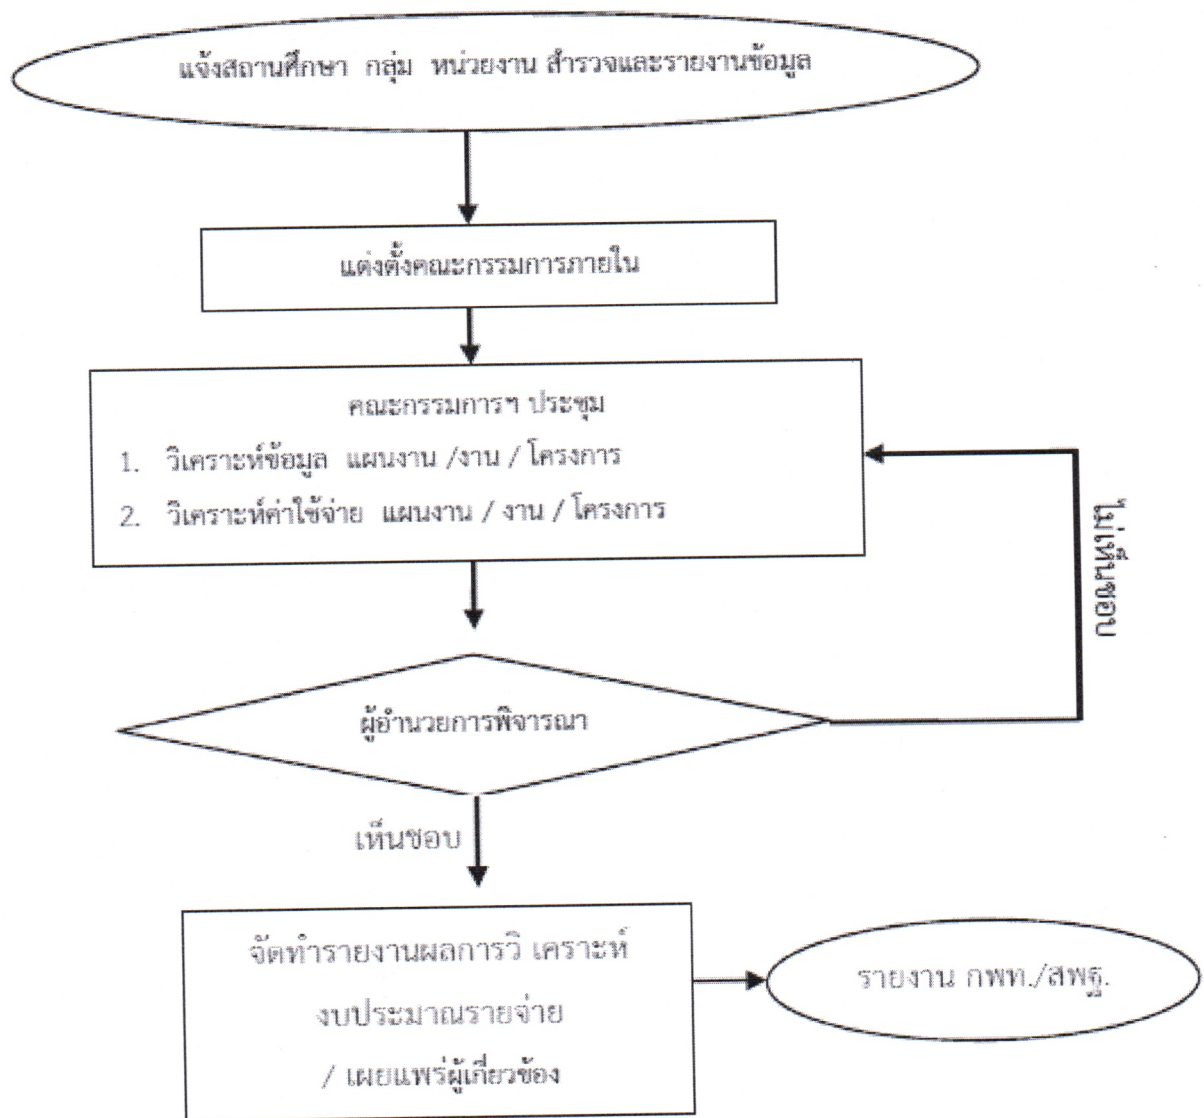 แจ้งสถานศึกษา กลุ่ม หน่วยงาน สำรวจและรายงานข้อมูล
แต่งตั้งคณะกรรมการภายใน
คณะกรรมการฯ ประชุม
1. วิเคราะห์ข้อมูล แผนงาน /งาน / โครงการ
2. วิเคราะห์ค่าใช้จ่าย แผนงาน / งาน / โครงการ
ไม่เห็นชอบ
ผู้อำนวยการพิจารณา
เห็นชอบ
จัดทำรายงานผลการวิ เคราะห์
งบประมาณรายจ่าย
/ เผยแพร่ผู้เกี่ยวข้อง
รายงาน กพท./สพฐ.